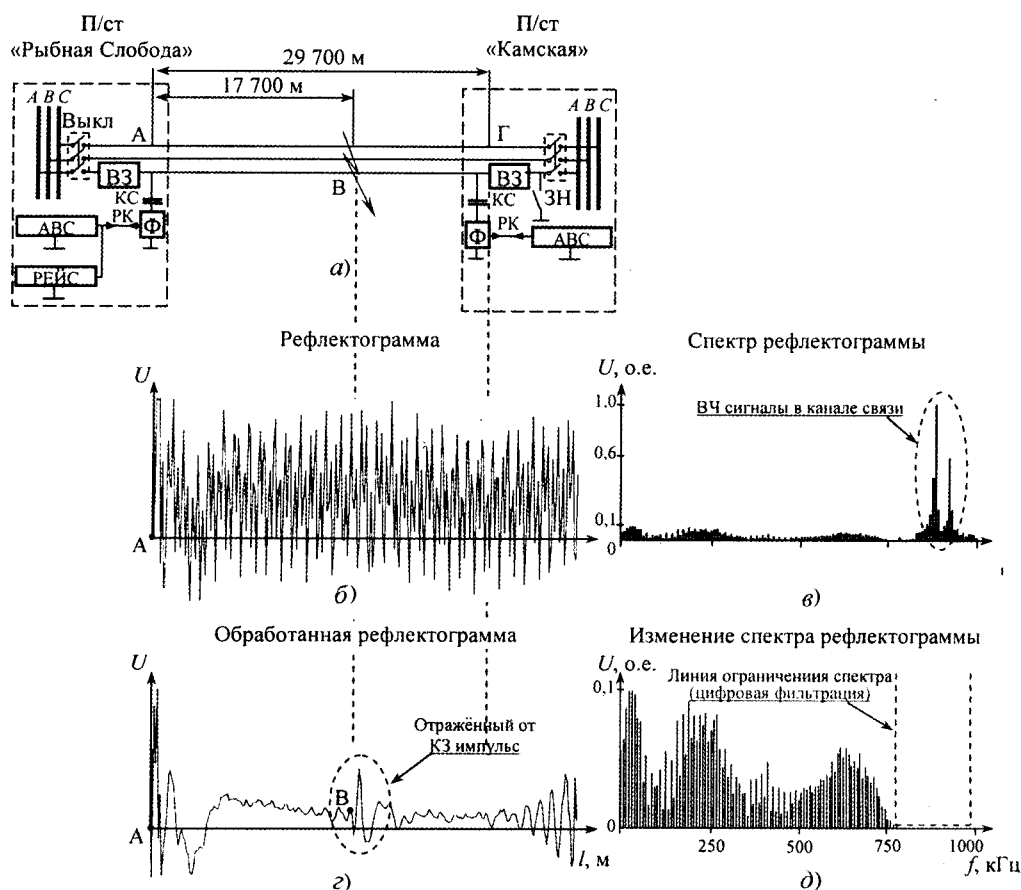 П/ст
«Рыбная Слобода»
П/ст
«Камская»
29 700 м
17 700 м
A B C
A B C
Выкл
А
Г
ВЗ
В
ВЗ
КС
КС
ЗН
РК
РК
АВС
Ф
Ф
АВС
РЕЙС
а)
Рефлектограмма
U
А
б)
Спектр рефлектограммы
U, о.е.
1.0
ВЧ сигналы в канале связи
0,6
0,1
0
в)
Обработанная рефлектограмма
U
Отражённый от
КЗ импульс
В
А
l, м
г)
Изменение спектра рефлектограммы
U, о.е.
0,1
Линия ограничениия спектра
(цифровая фильтрация)
0
250
500
750
1000
f, кГц
д)